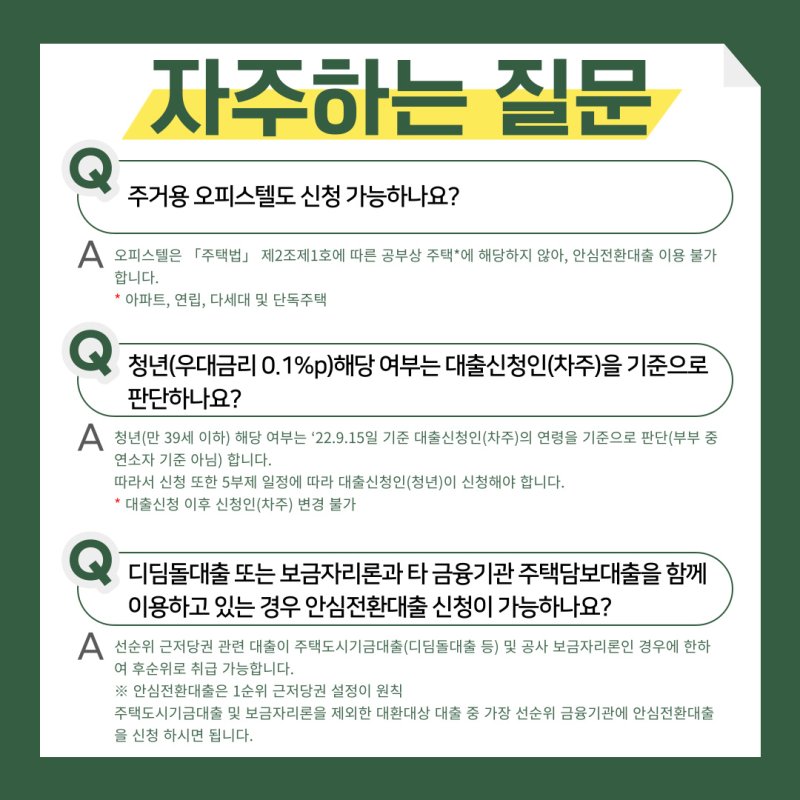 자주하는 질문
Q
주거용 오피스텔도 신청 가능하나요?
A
오피스텔은 「주택법」 제2조제1호에 따른 공부상 주택*에 해당하지 않아, 안심전환대출 이용 불가
합니다.
* 아파트, 연립, 다세대 및 단독주택
Q
청년(우대금리 0.1%p)해당 여부는 대출신청인(차주)을 기준으로
판단하나요?
A
청년(만 39세 이하) 해당 여부는 ‘22.9.15일 기준 대출신청인(차주)의 연령을 기준으로 판단(부부 중
연소자 기준 아님) 합니다.
따라서 신청 또한 5부제 일정에 따라 대출신청인(청년)이 신청해야 합니다.
* 대출신청 이후 신청인(차주) 변경 불가
Q
디딤돌대출 또는 보금자리론과 타 금융기관 주택담보대출을 함께
이용하고 있는 경우 안심전환대출 신청이 가능하나요?
A
선순위 근저당권 관련 대출이 주택도시기금대출(디딤돌대출 등) 및 공사 보금자리론인 경우에 한하
여 후순위로 취급 가능합니다.
※ 안심전환대출은 1순위 근저당권 설정이 원칙
주택도시기금대출 및 보금자리론을 제외한 대환대상 대출 중 가장 선순위 금융기관에 안심전환대출
을 신청 하시면 됩니다.